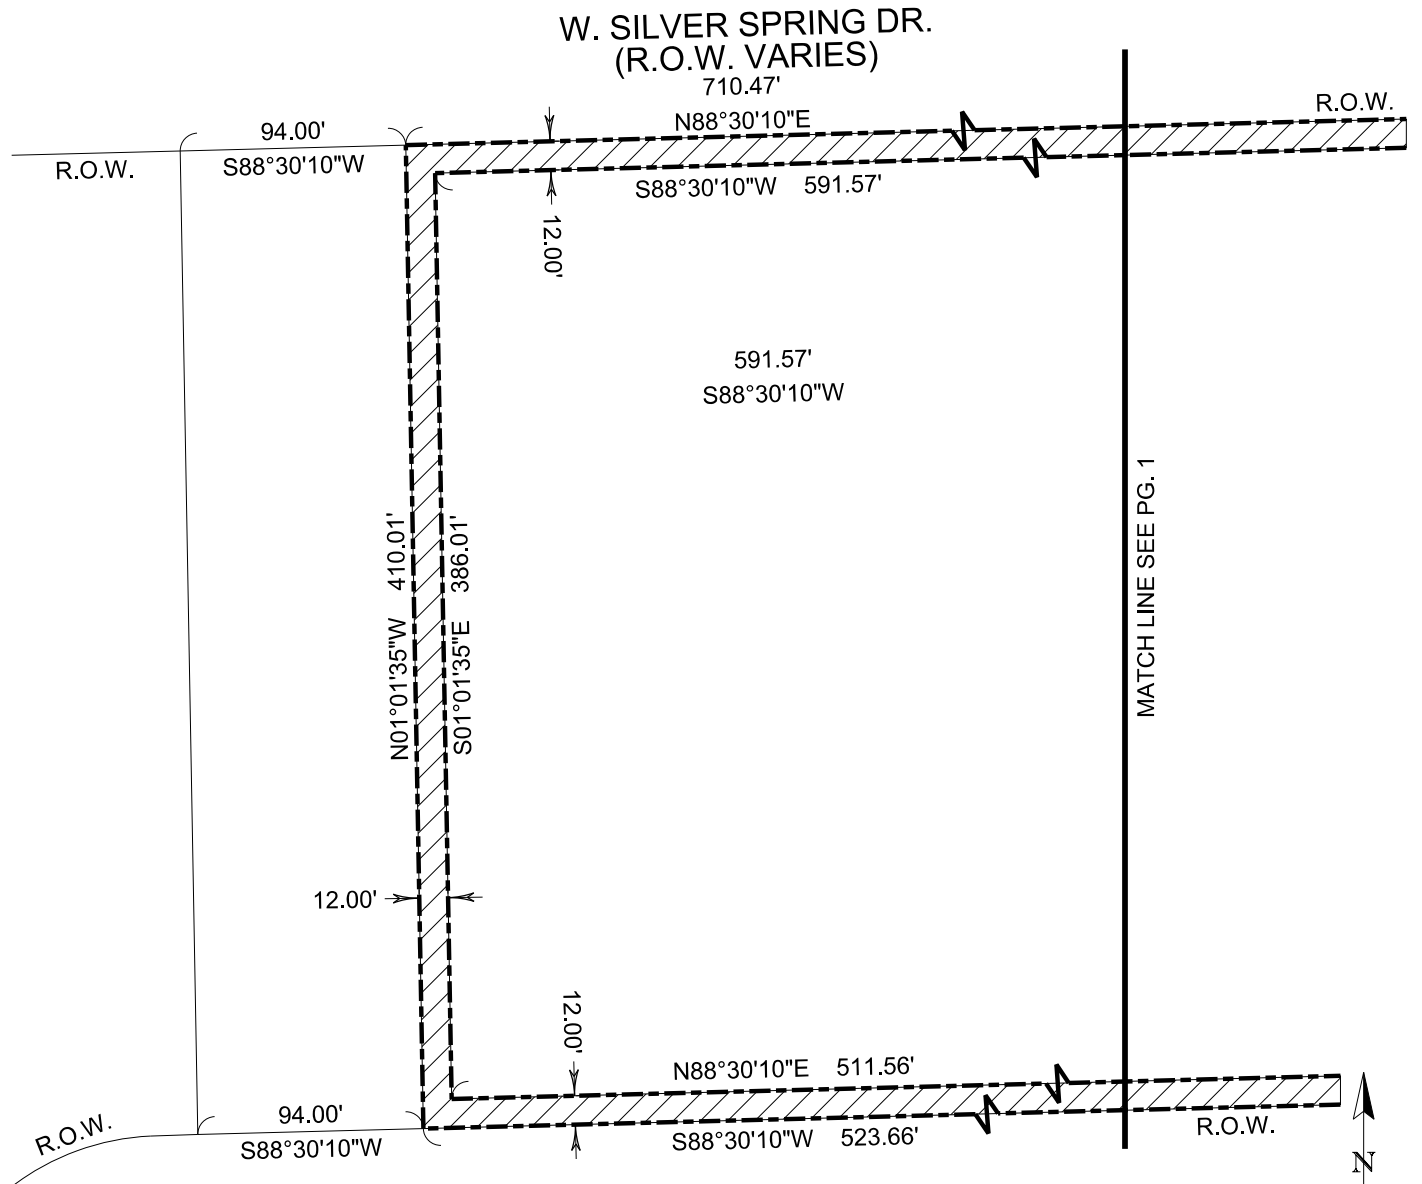 W. SILVER SPRING DR.
(R.O.W. VARIES)
710.47'
N88°30'10"E
R.O.W.
94.00'
S88°30'10"W
R.O.W.
S88°30'10"W 591.57'
12.00'
591.57'
S88°30'10"W
N01°01'35"W 410.01'
S01°01'35"E 386.01'
MATCH LINE SEE PG. 1
12.00'
12.00'
N88°30'10"E 511.56'
94.00'
S88°30'10"W
R.O.W.
S88°30'10"W 523.66'
R.O.W.
N